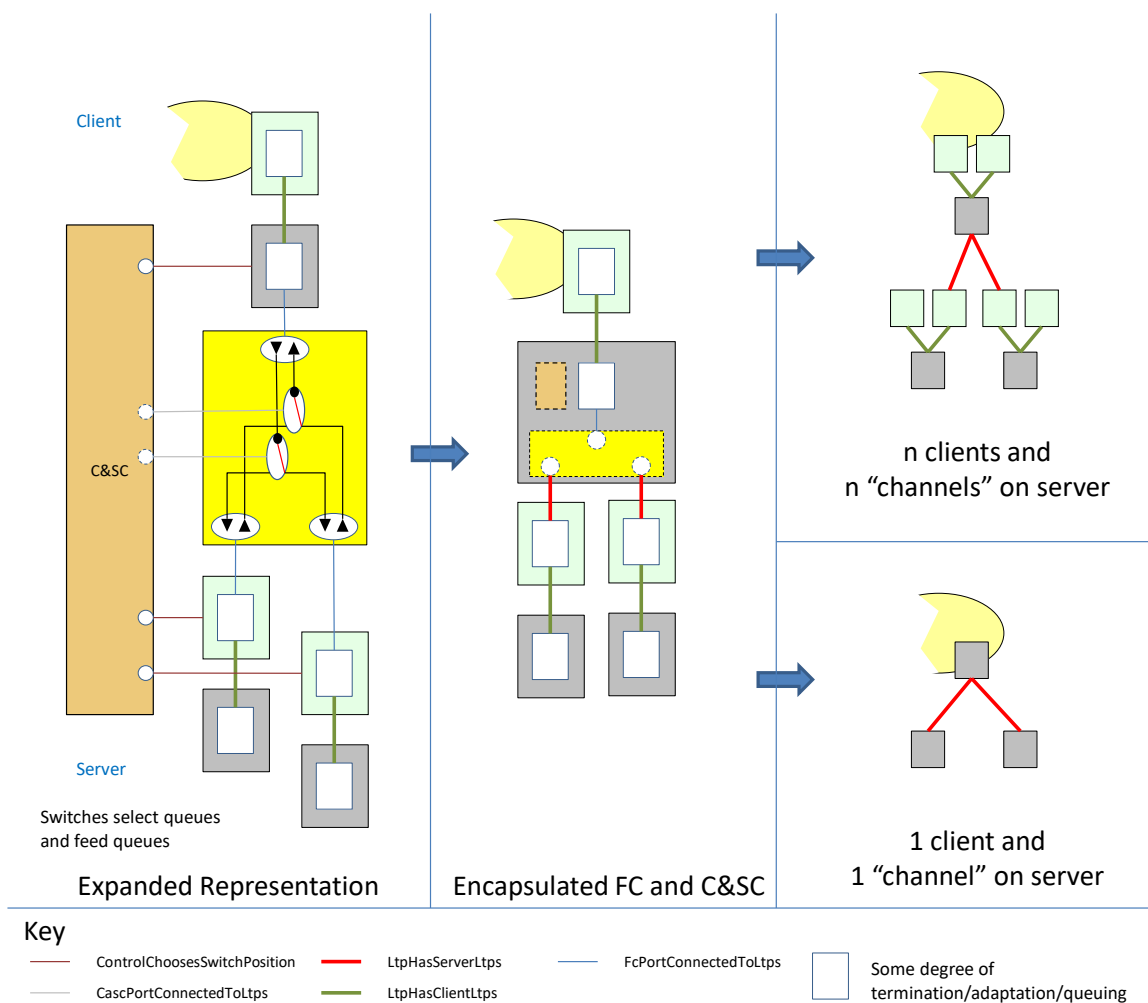 Client
C&SC
Server
Switches select queues
and feed queues
Expanded Representation
Encapsulated FC and C&SC
n clients and
n “channels” on server
1 client and
1 “channel” on server
Key
ControlChoosesSwitchPosition
LtpHasServerLtps
FcPortConnectedToLtps
CascPortConnectedToLtps
LtpHasClientLtps
Some degree of
termination/adaptation/queuing